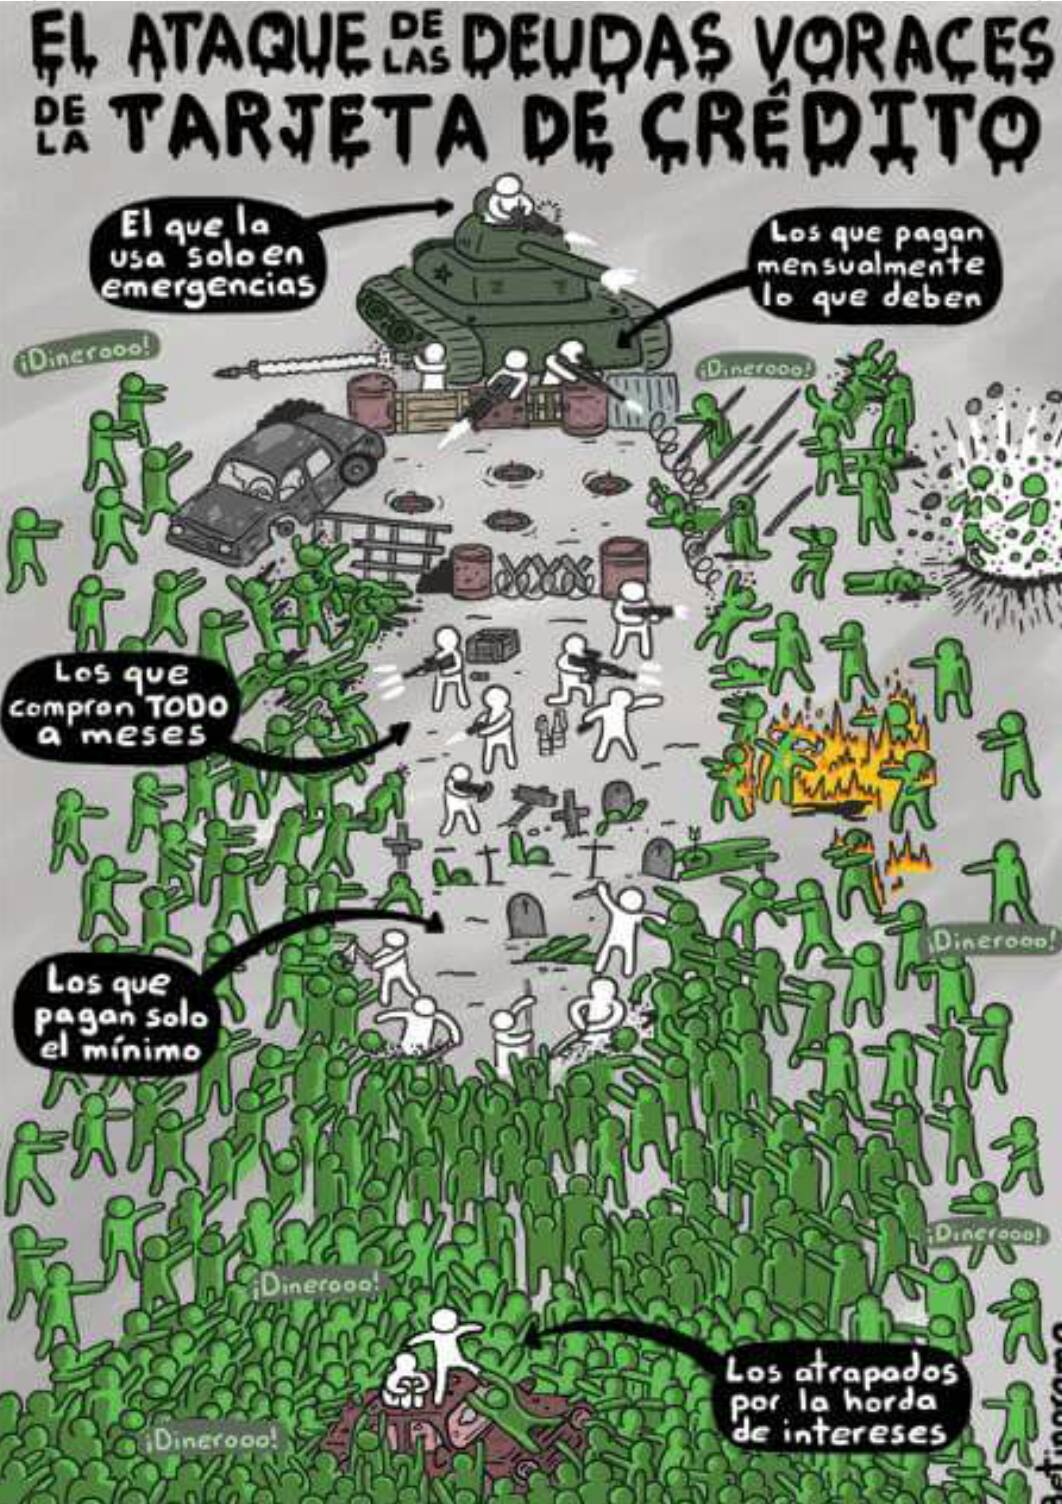 EL ATAQUE DE LAS DEUDAS VORACES
DE LA TARJETA DE CRÉDITO
El que la
usa solo en
emergencias
Los que pagan
mensualmente
lo que deben
¡Dinerooo!
¡Dinerooo!
Los que
compran TODO
a meses
¡Dinerooo!
Los que
pagan solo
el mínimo
¡Dinerooo!
¡Dinerooo!
Los atrapados
por la horda
de intereses
¡Dinerooo!